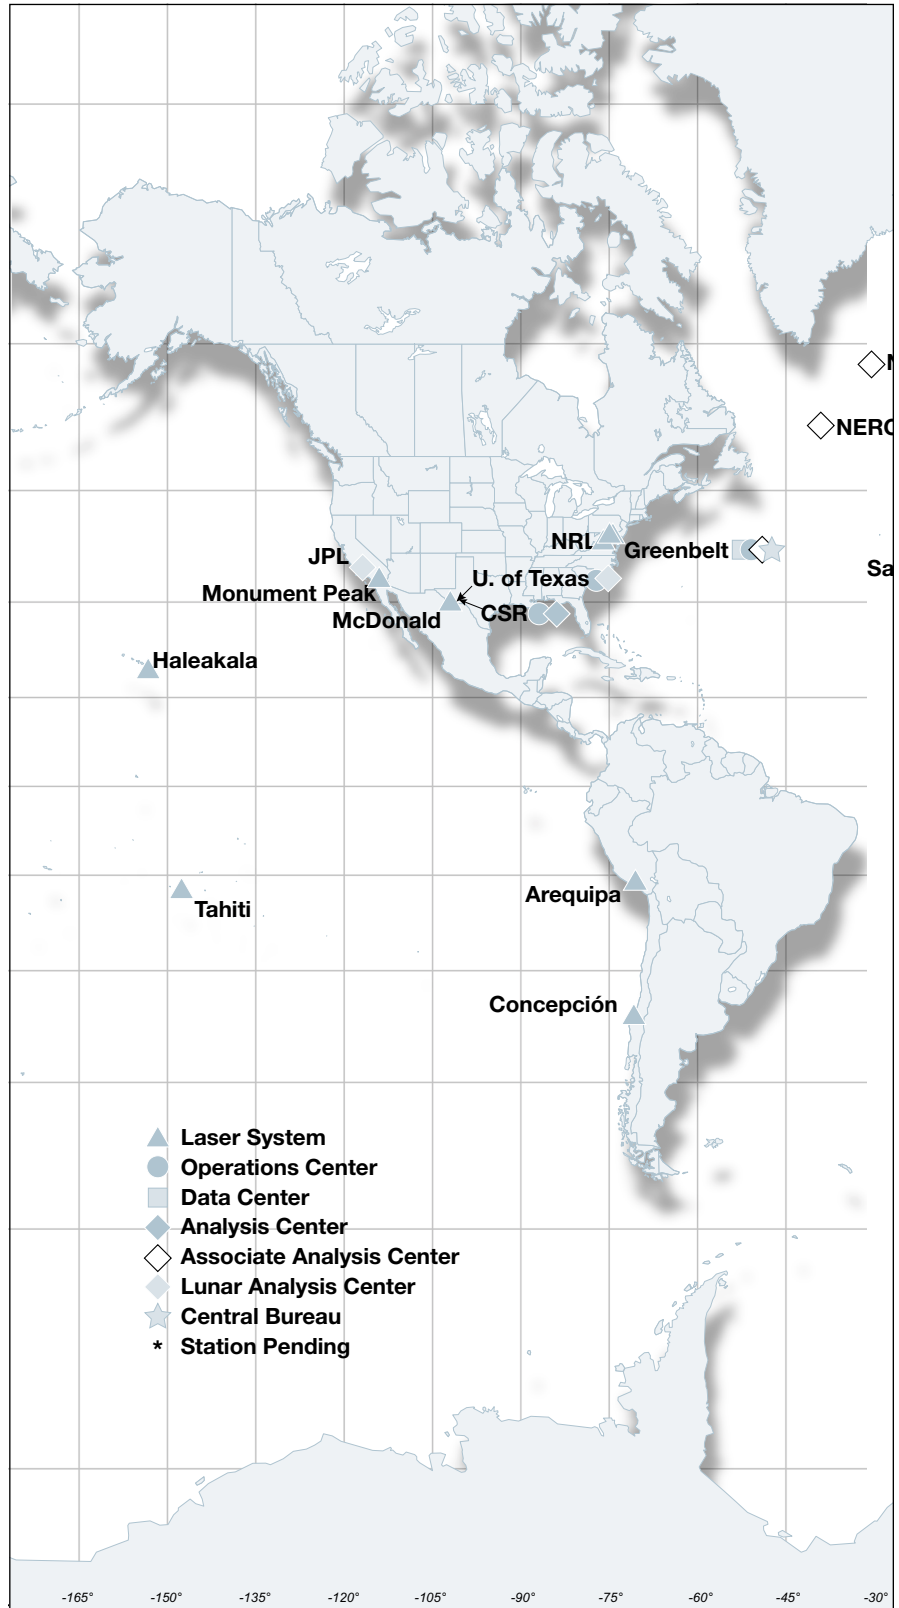 N
NERC
NRL
Greenbelt
JPL
Sa
U. of Texas
Monument Peak
CSR
McDonald
Haleakala
Arequipa
Tahiti
Concepción
Laser System
Operations Center
Data Center
Analysis Center
Associate Analysis Center
Lunar Analysis Center
Central Bureau
* Station Pending
-165° -150° -135° -120° -105° -90° -75° -60° -45° -30°